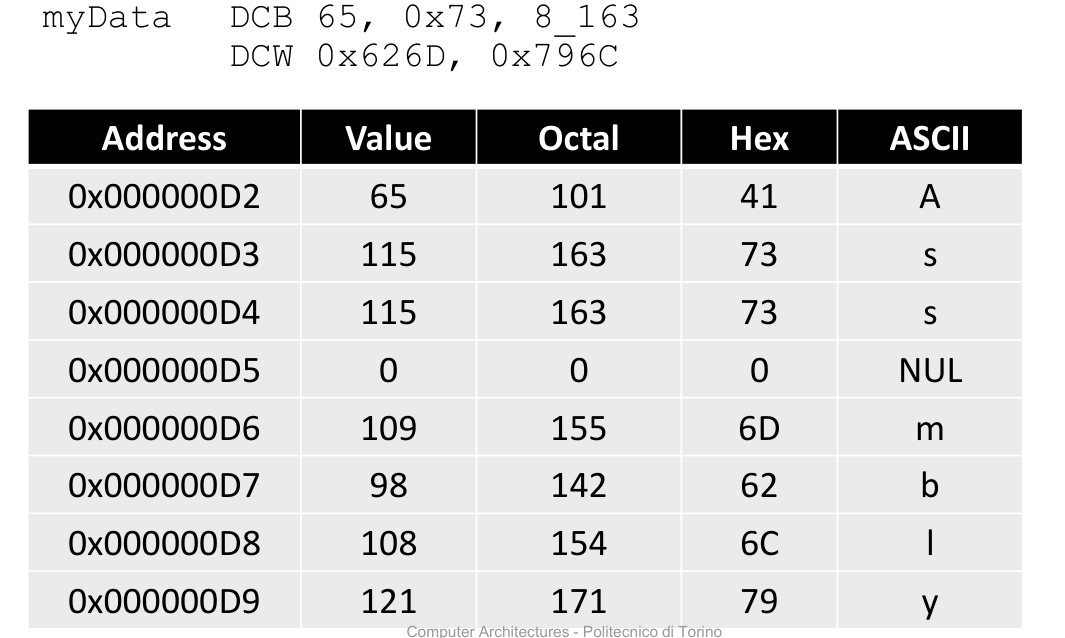 myData DCB 65, 0x73, 8_163
DCW 0x626D, 0x796C
Address Value Octal Hex ASCII
0x000000D2 65 101 41 A
0x000000D3 115 163 73 s
0x000000D4 115 163 73 s
0x000000D5 0 0 0 NUL
0x000000D6 109 155 6D m
0x000000D7 98 142 62 b
0x000000D8 108 154 6C l
0x000000D9 121 171 79 y
Computer Architectures - Politecnico di Torino